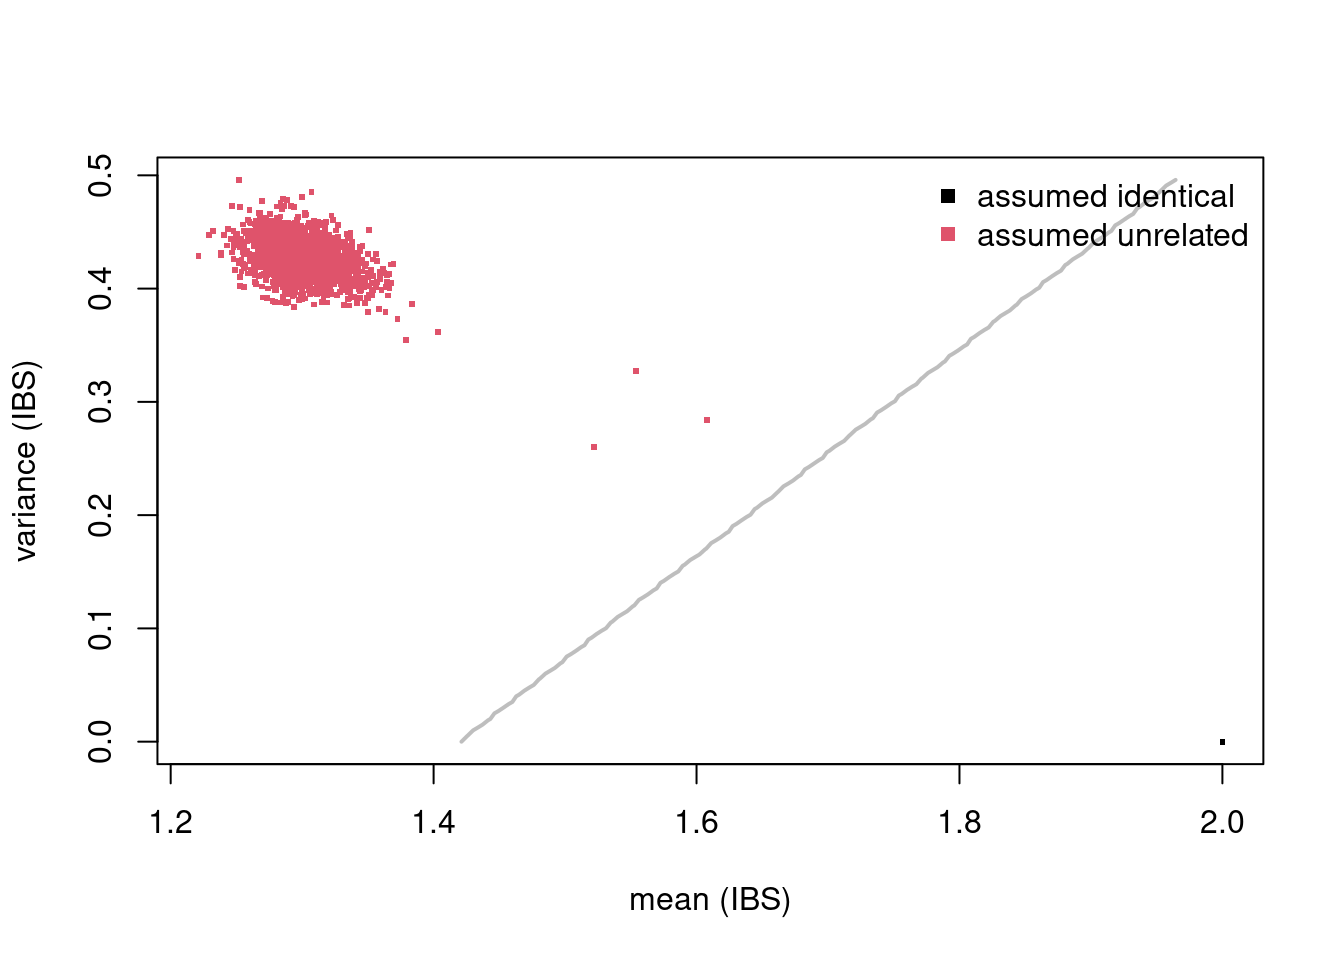 assumed identical
assumed unrelated
0.5
0.4
0.3
0.2
0.1
0.0
variance (IBS)
1.2 1.4 1.6 1.8 2.0
mean (IBS)